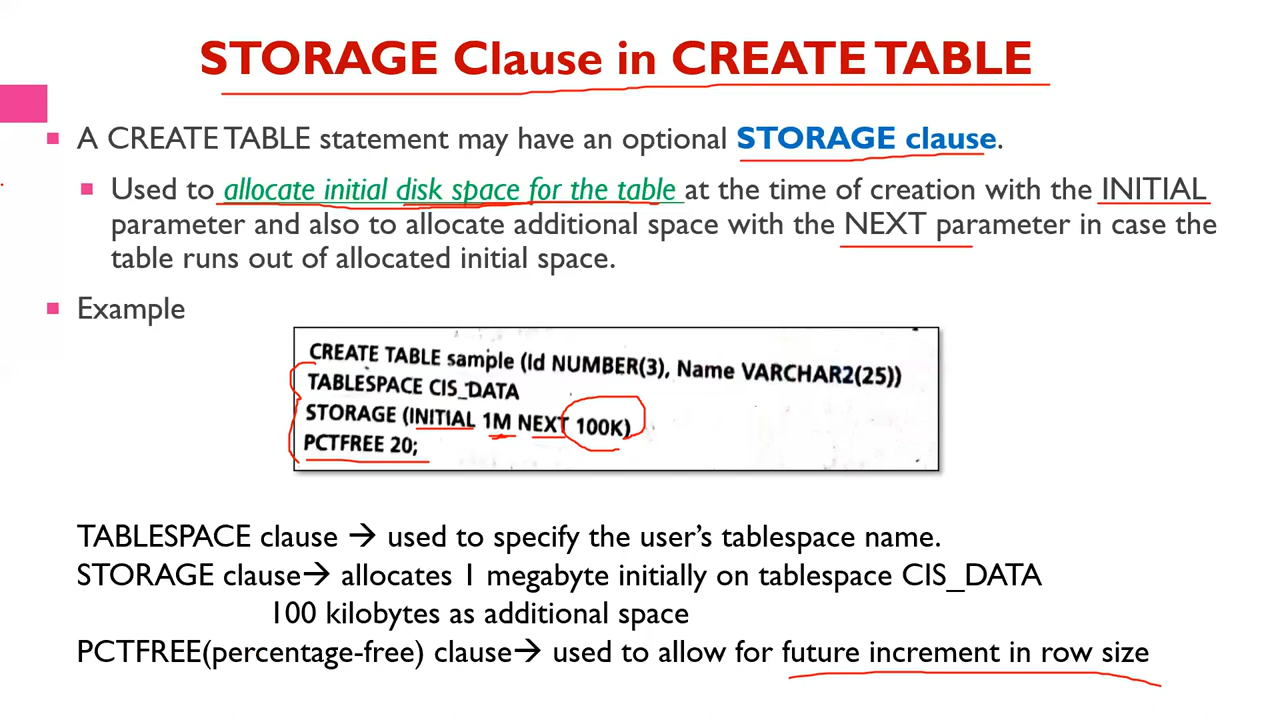 STORAGE Clause in CREATE TABLE
A CREATE TABLE statement may have an optional STORAGE clause.
Used to allocate initial disk space for the table at the time of creation with the INITIAL
parameter and also to allocate additional space with the NEXT parameter in case the
table runs out of allocated initial space.
Example
CREATE TABLE sample (Id NUMBER(3), Name VARCHAR2(25))
TABLESPACE CIS_DATA
STORAGE (INITIAL 1M NEXT 100K)
PCTFREE 20;
TABLESPACE clause → used to specify the user's tablespace name.
STORAGE clause→ allocates 1 megabyte initially on tablespace CIS_DATA
100 kilobytes as additional space
PCTFREE(percentage-free) clause→ used to allow for future increment in row size